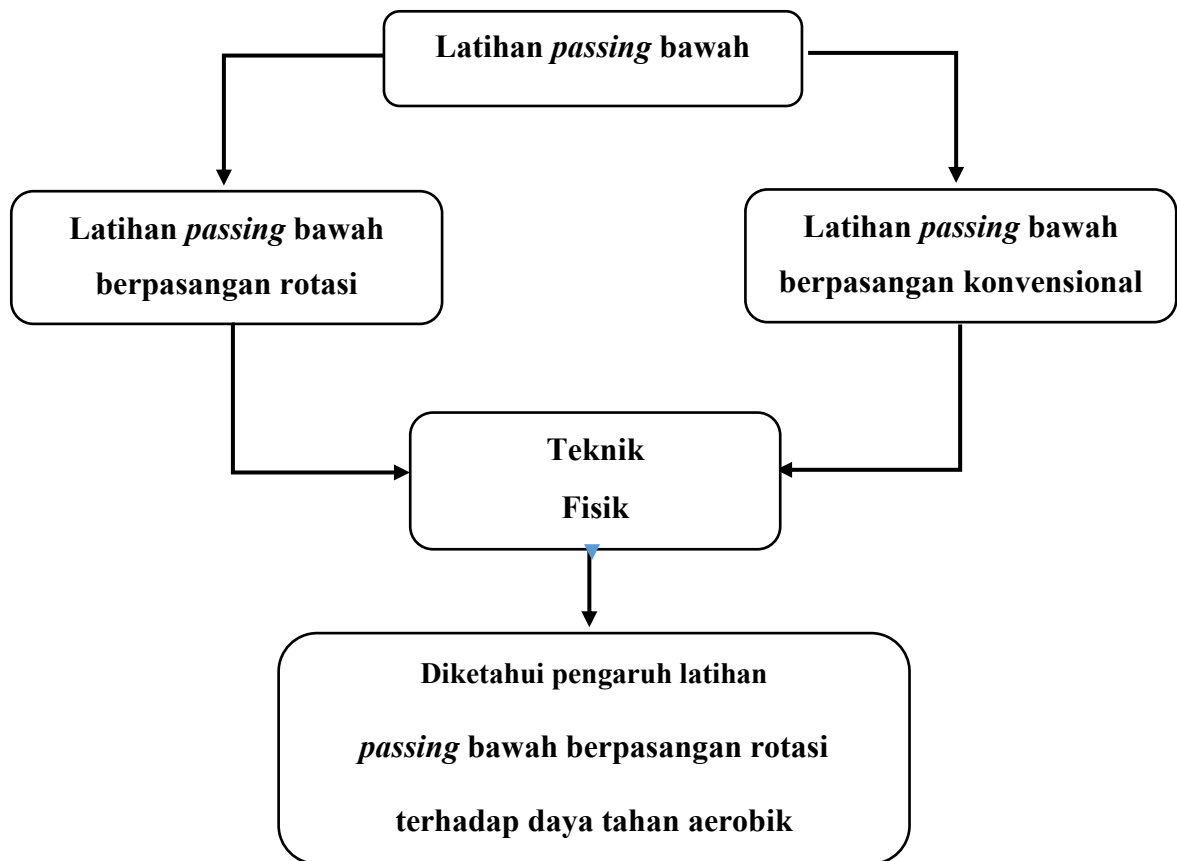 Latihan passing bawah
Latihan passing bawah
berpasangan rotasi
Latihan passing bawah
berpasangan konvensional
Teknik
Fisik
Diketahui pengaruh latihan
passing bawah berpasangan rotasi
terhadap daya tahan aerobik